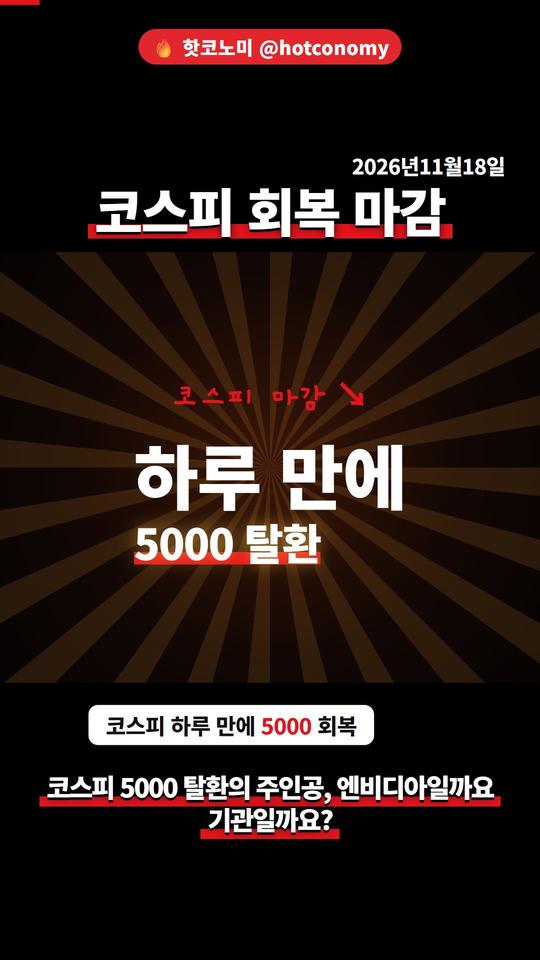 🔥 핫코노미 @hotconomy
2026년11월18일
코스피 회복 마감
코스피 마감 ↘
하루 만에
5000 탈환
코스피 하루 만에 5000 회복
코스피 5000 탈환의 주인공, 엔비디아일까요
기관일까요?